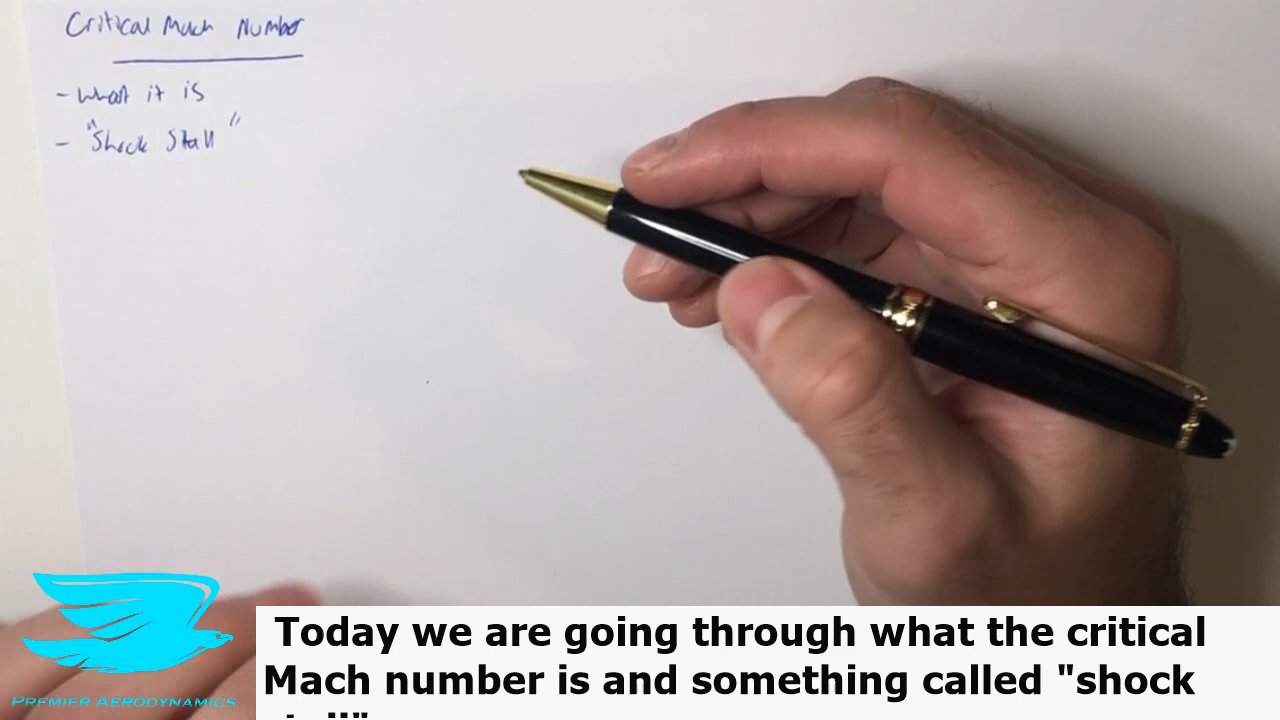 Critical Mach Number
- What it is
- "Shock Stall"
PREMIER AERODYNAMICS
Today we are going through what the critical
Mach number is and something called "shock
stall"